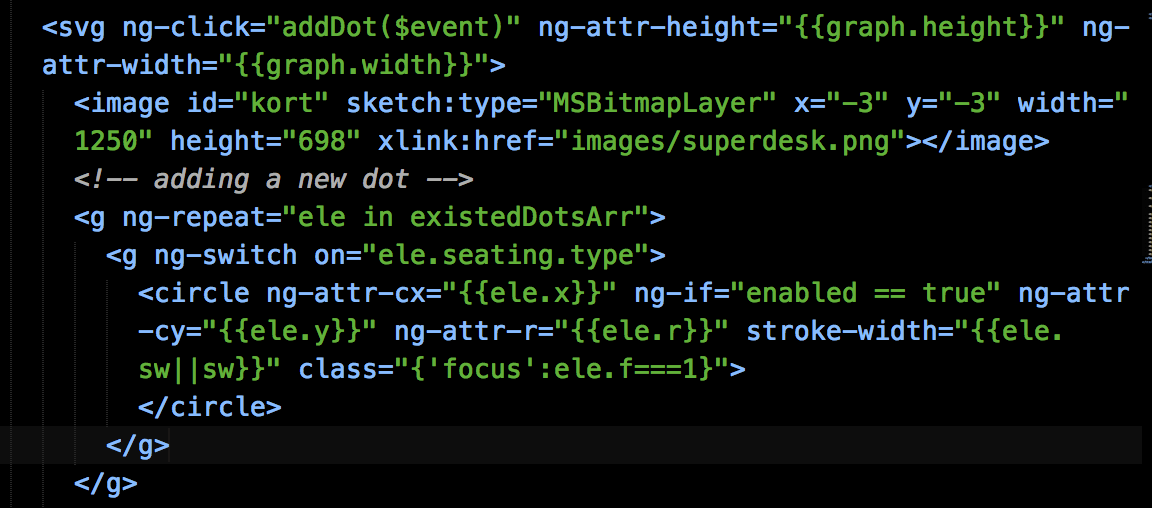 <svg ng-click="addDot($event)" ng-attr-height="{{graph.height}}" ng-
attr-width="{{graph.width}}">
<image id="kort" sketch:type="MSBitmapLayer" x="-3" y="-3" width="
1250" height="698" xlink:href="images/superdesk.png"></image>
<!-- adding a new dot -->
<g ng-repeat="ele in existedDotsArr">
<g ng-switch on="ele.seating.type">
<circle ng-attr-cx="{{ele.x}}" ng-if="enabled == true" ng-attr
-cy="{{ele.y}}" ng-attr-r="{{ele.r}}" stroke-width="{{ele.
sw||sw}}" class="{'focus':ele.f===1}">
</circle>
</g>
</g>